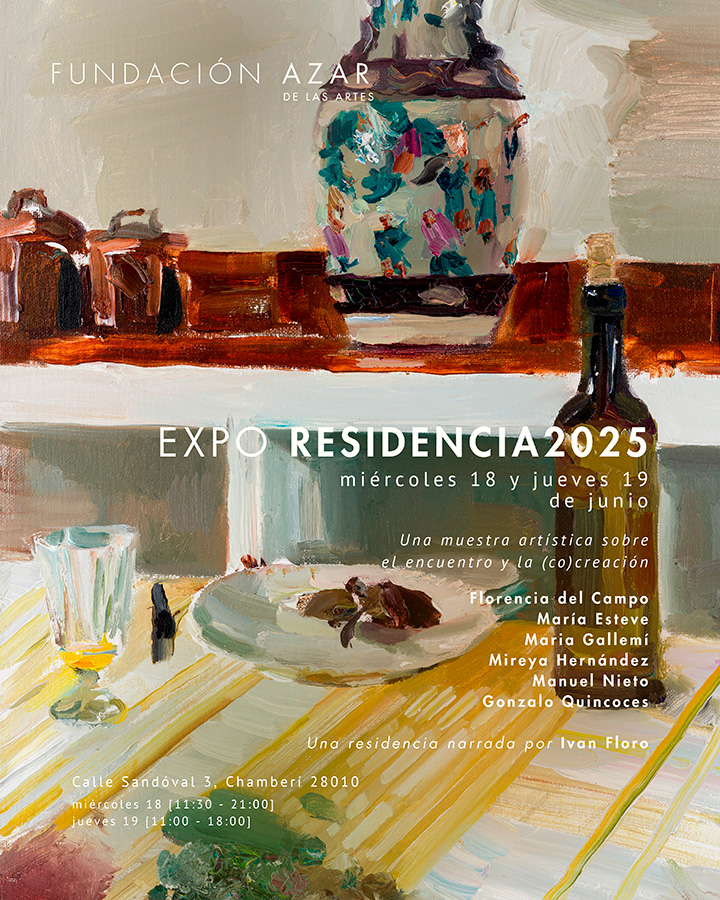 FUNDACIÓN AZAR
DE LAS ARTES
EXPO RESIDENCIA2025
miércoles 18 y jueves 19
de junio
Una muestra artística sobre
el encuentro y la (co)creación
Florencia del Campo
María Esteve
Maria Gallemí
Mireya Hernández
Manuel Nieto
Gonzalo Quincoces
Una residencia narrada por Ivan Floro
Calle Sandóval 3, Chamberí 28010
miércoles 18 [11:30 - 21:00]
jueves 19 [11:00 - 18:00]